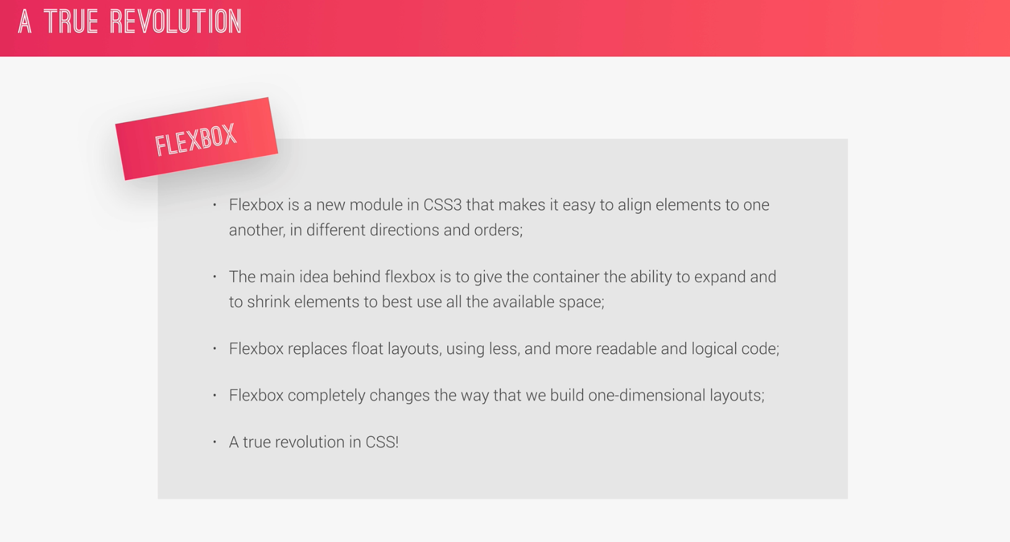 A TRUE REVOLUTION
FLEXBOX
• Flexbox is a new module in CSS3 that makes it easy to align elements to one
another, in different directions and orders;
• The main idea behind flexbox is to give the container the ability to expand and
to shrink elements to best use all the available space;
• Flexbox replaces float layouts, using less, and more readable and logical code;
• Flexbox completely changes the way that we build one-dimensional layouts;
• A true revolution in CSS!